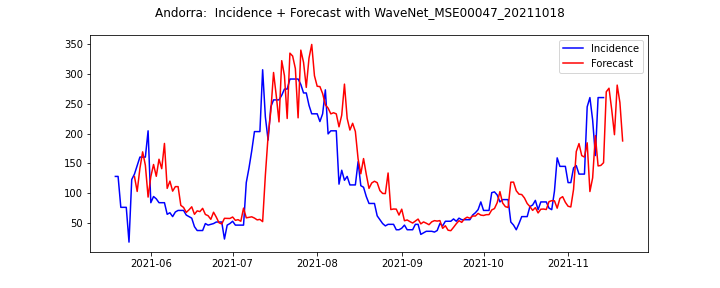 Andorra:  Incidence + Forecast with WaveNet_MSE00047_20211018
Incidence
Forecast
350
300
250
200
150
100
50
2021-06 2021-07 2021-08 2021-09 2021-10 2021-11